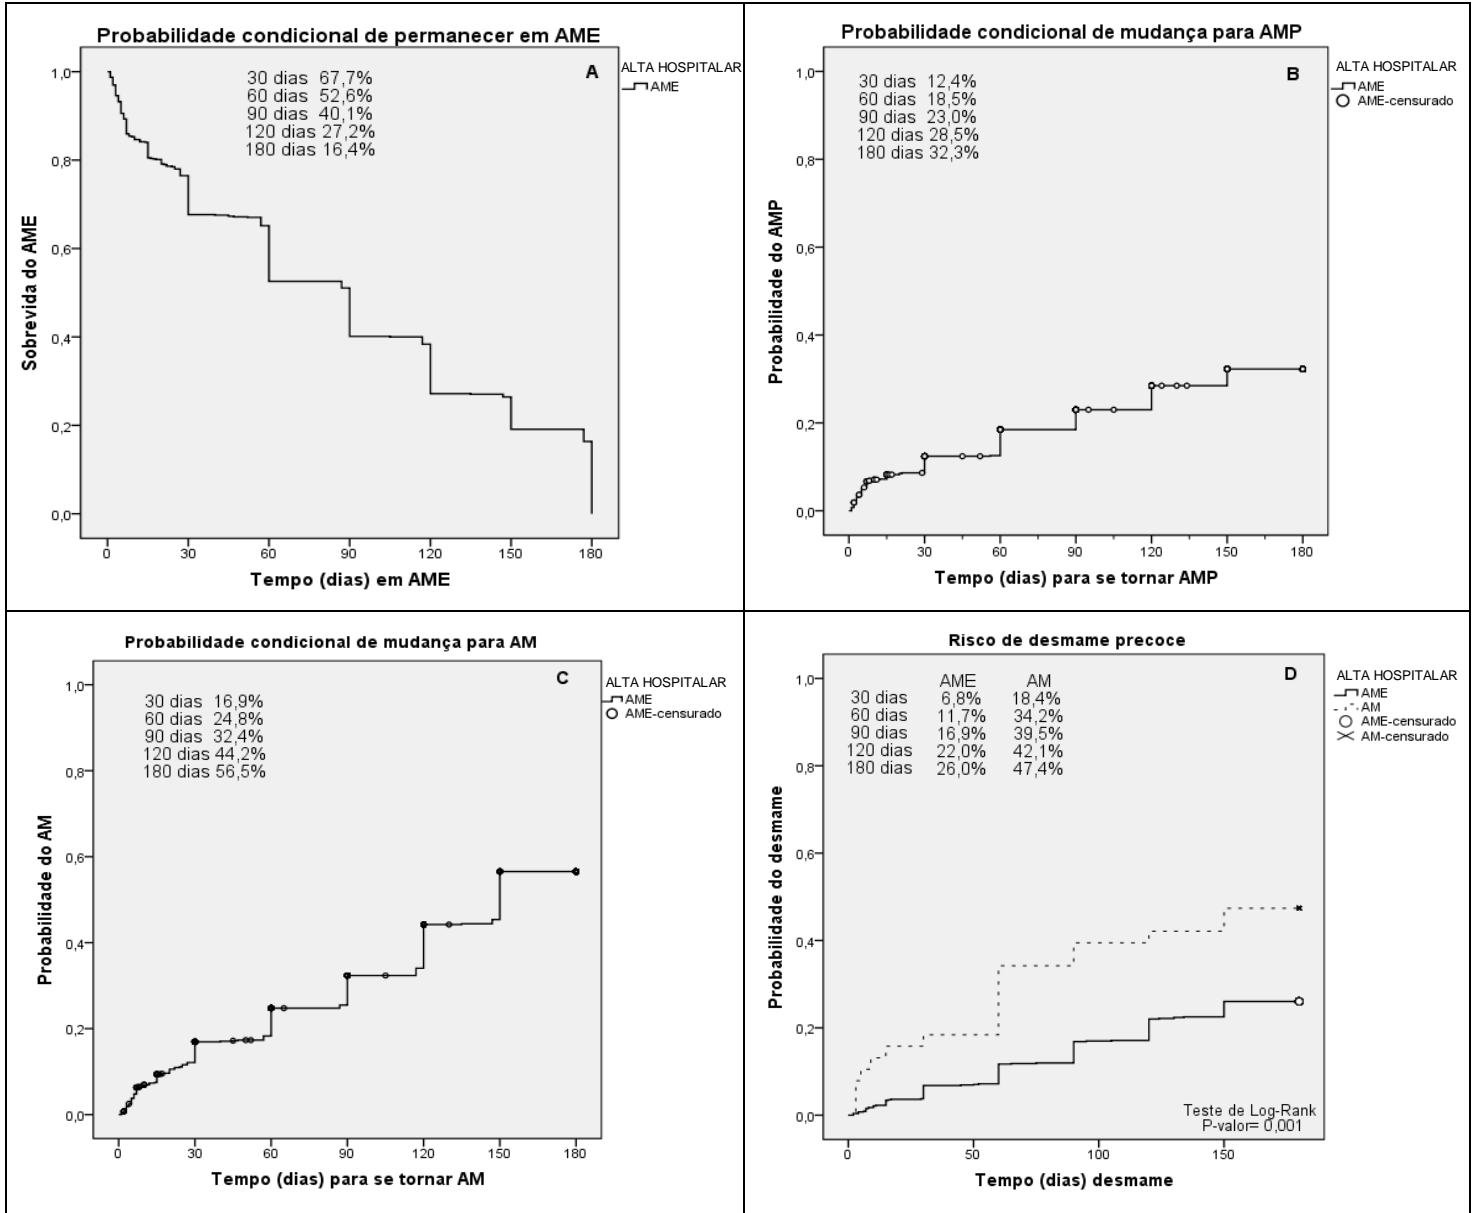 Probabilidade condicional de permanecer em AME
A
30 dias 67,7%
60 dias 52,6%
90 dias 40,1%
120 dias 27,2%
180 dias 16,4%
ALTA HOSPITALAR
AME
Sobrevida do AME
1,0
0,8
0,6
0,4
0,2
0,0
0 30 60 90 120 150 180
Tempo (dias) em AME
Probabilidade condicional de mudança para AMP
B
30 dias 12,4%
60 dias 18,5%
90 dias 23,0%
120 dias 28,5%
180 dias 32,3%
ALTA HOSPITALAR
AME
AME-censurado
Probabilidade do AMP
1,0
0,8
0,6
0,4
0,2
0,0
0 30 60 90 120 150 180
Tempo (dias) para se tornar AMP
Probabilidade condicional de mudança para AM
C
30 dias 16,9%
60 dias 24,8%
90 dias 32,4%
120 dias 44,2%
180 dias 56,5%
ALTA HOSPITALAR
AME
AME-censurado
Probabilidade do AM
1,0
0,8
0,6
0,4
0,2
0,0
0 30 60 90 120 150 180
Tempo (dias) para se tornar AM
Risco de desmame precoce
D
AME AM
30 dias 6,8% 18,4%
60 dias 11,7% 34,2%
90 dias 16,9% 39,5%
120 dias 22,0% 42,1%
180 dias 26,0% 47,4%
ALTA HOSPITALAR
AME
AM
AME-censurado
AM-censurado
Probabilidade do desmame
1,0
0,8
0,6
0,4
0,2
0,0
Teste de Log-Rank
P-valor= 0,001
0 50 100 150
Tempo (dias) desmame